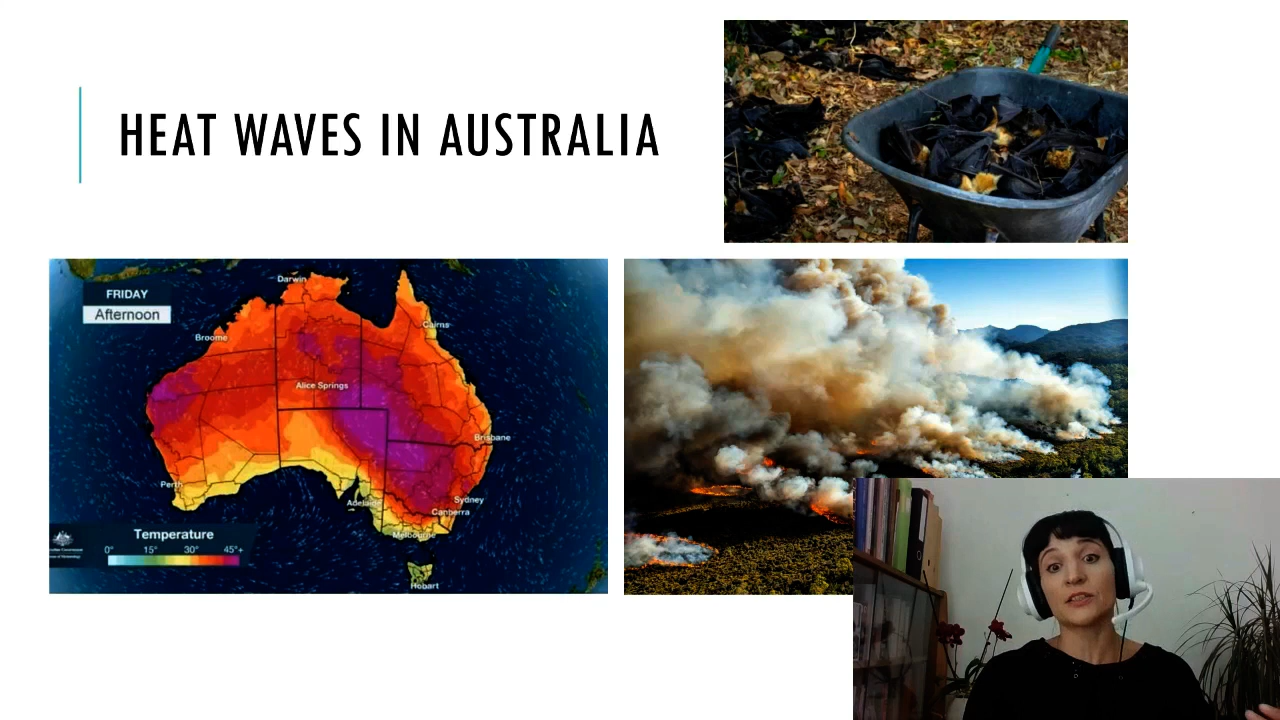 HEAT WAVES IN AUSTRALIA
FRIDAY
Afternoon
Darwin
Cairns
Broome
Alice Springs
Brisbane
Perth
Adelaide
Sydney
Canberra
Melbourne
Hobart
Temperature
0° 15° 30° 45°+